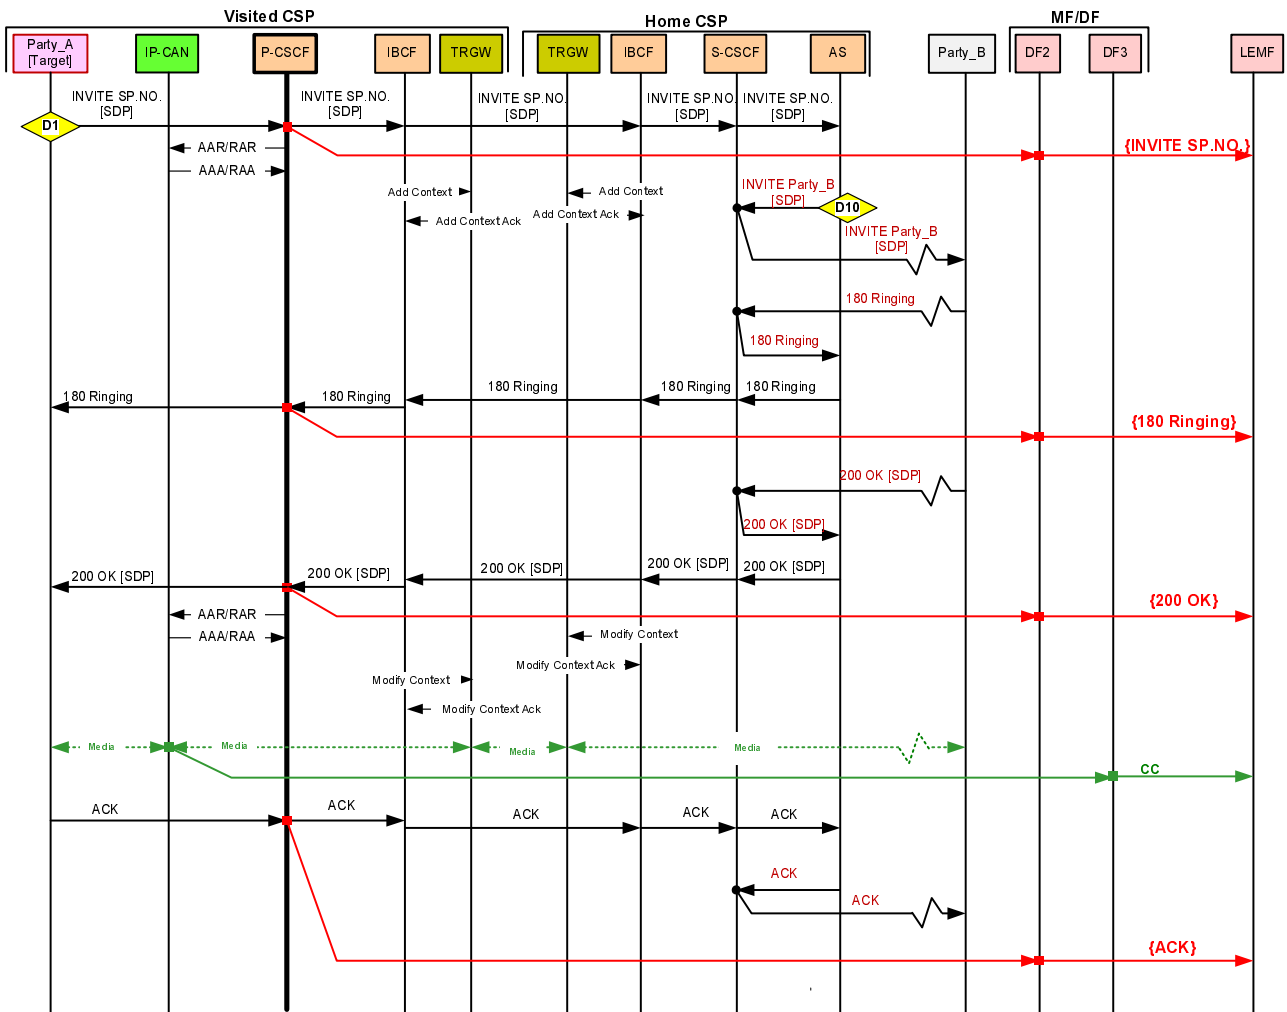 Visited CSP
Home CSP
MF/DF
Party_A
[Target]
IP-CAN
P-CSCF
IBCF
TRGW
TRGW
IBCF
S-CSCF
AS
Party_B
DF2
DF3
LEMF
INVITE SP.NO.
[SDP]
INVITE SP.NO.
[SDP]
INVITE SP.NO.
[SDP]
INVITE SP.NO.
[SDP]
INVITE SP.NO.
[SDP]
D1
{INVITE SP.NO.}
AAR/RAR
AAA/RAA
Add Context
Add Context
INVITE Party_B
[SDP]
D10
Add Context Ack
Add Context Ack
INVITE Party_B
[SDP]
180 Ringing
180 Ringing
180 Ringing
180 Ringing
180 Ringing
180 Ringing
180 Ringing
{180 Ringing}
200 OK [SDP]
200 OK [SDP]
200 OK [SDP]
200 OK [SDP]
200 OK [SDP]
200 OK [SDP]
200 OK [SDP]
{200 OK}
AAR/RAR
AAA/RAA
Modify Context
Modify Context Ack
Modify Context
Modify Context Ack
Media
Media
Media
Media
CC
ACK
ACK
ACK
ACK
ACK
ACK
ACK
{ACK}